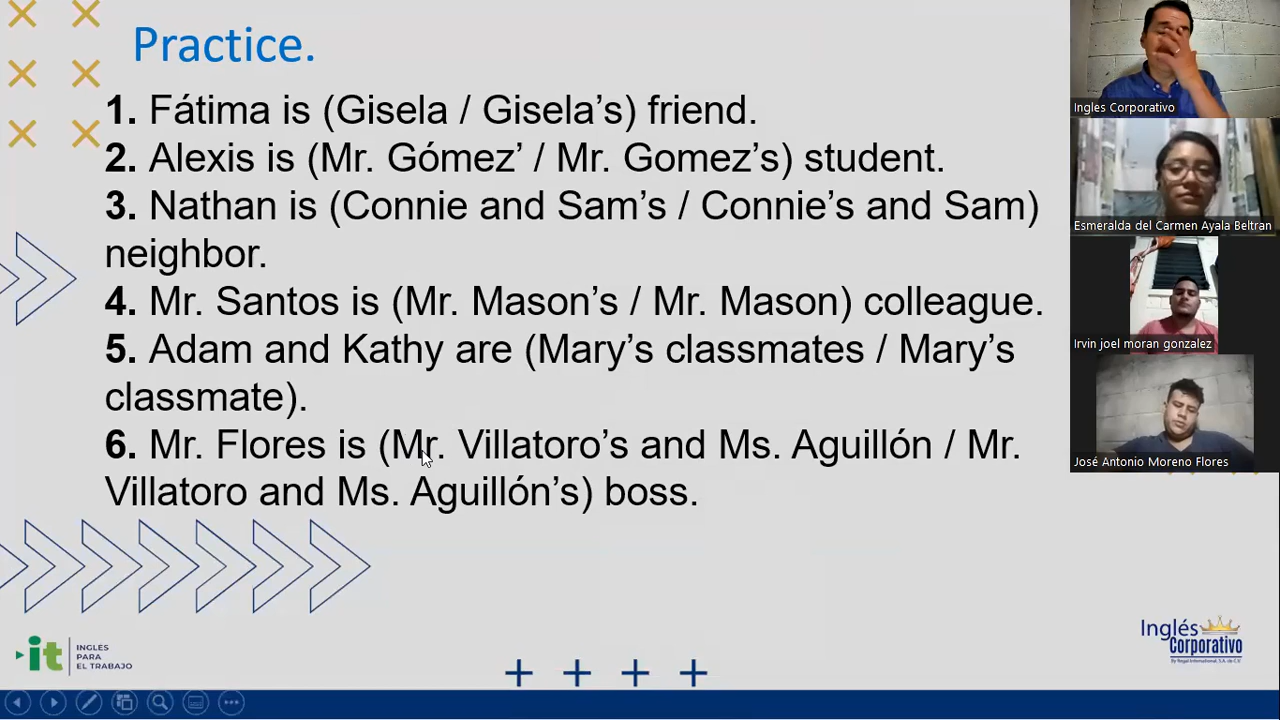 Practice.
1. Fátima is (Gisela / Gisela’s) friend.
2. Alexis is (Mr. Gómez’ / Mr. Gomez’s) student.
3. Nathan is (Connie and Sam’s / Connie’s and Sam)
neighbor.
4. Mr. Santos is (Mr. Mason’s / Mr. Mason) colleague.
5. Adam and Kathy are (Mary’s classmates / Mary’s
classmate).
6. Mr. Flores is (Mr. Villatoro’s and Ms. Aguillón / Mr.
Villatoro and Ms. Aguillón’s) boss.
Ingles Corporativo
Esmeralda del Carmen Ayala Beltran
Irvin joel moran gonzalez
José Antonio Moreno Flores
it
INGLES
PARA
EL TRABAJO
Inglés
Corporativo
By Regal International, S.A. de C.V.